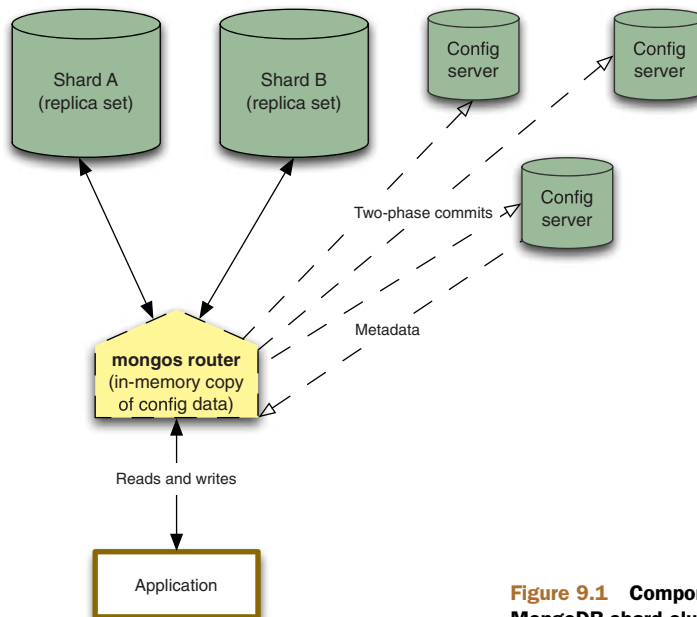 Shard A
(replica set)
Shard B
(replica set)
Config
server
Config
server
Config
server
Two-phase commits
Metadata
mongos router
(in-memory copy
of config data)
Reads and writes
Application
Figure 9.1